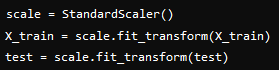 scale = StandardScaler()
X_train = scale.fit_transform(X_train)
test = scale.fit_transform(test)